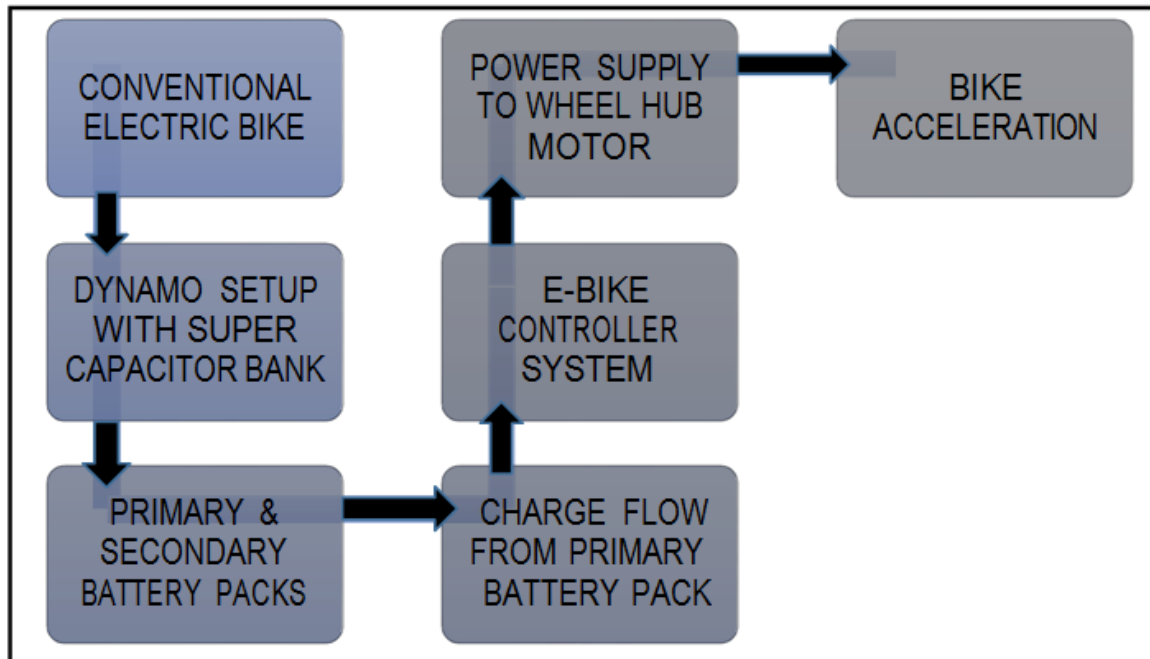 CONVENTIONAL
ELECTRIC BIKE
DYNAMO SETUP
WITH SUPER
CAPACITOR BANK
PRIMARY &
SECONDARY
BATTERY PACKS
CHARGE FLOW
FROM PRIMARY
BATTERY PACK
E-BIKE
CONTROLLER
SYSTEM
POWER SUPPLY
TO WHEEL HUB
MOTOR
BIKE
ACCELERATION